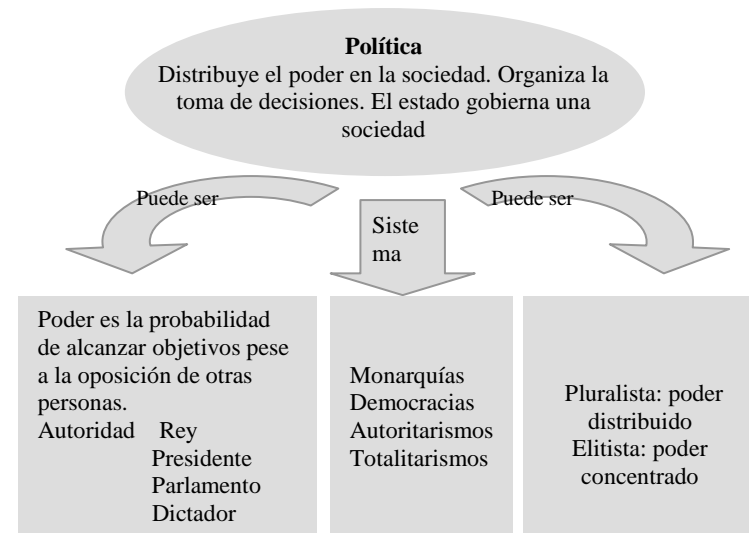 Política
Distribuye el poder en la sociedad. Organiza la
toma de decisiones. El estado gobierna una
sociedad
Puede ser
Siste
ma
Puede ser
Poder es la probabilidad
de alcanzar objetivos pese
a la oposición de otras
personas.
Autoridad Rey
Presidente
Parlamento
Dictador
Monarquías
Democracias
Autoritarismos
Totalitarismos
Pluralista: poder
distribuido
Elitista: poder
concentrado